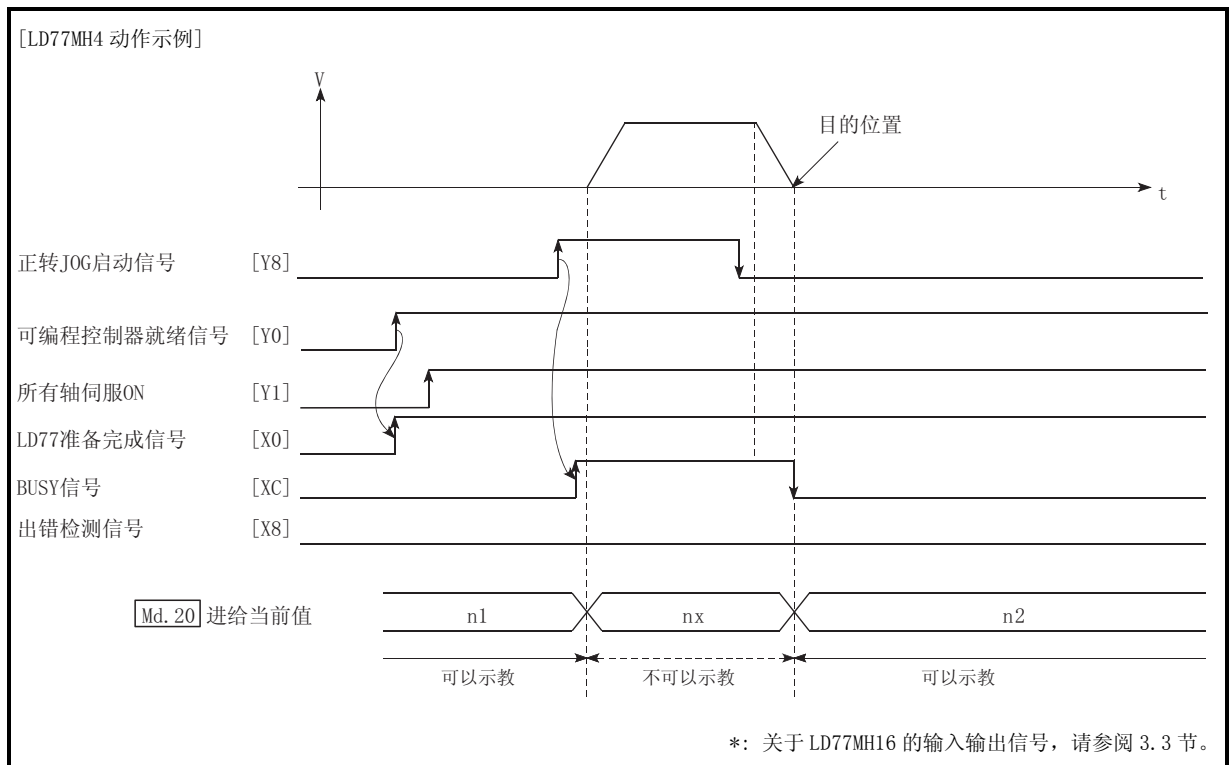 [LD77MH4 动作示例]
V
目的位置
t
正转JOG启动信号 [Y8]
可编程控制器就绪信号 [Y0]
所有轴伺服ON [Y1]
LD77准备完成信号 [X0]
BUSY信号 [XC]
出错检测信号 [X8]
Md.20 进给当前值 n1 nx n2
可以示教 不可以示教 可以示教
*: 关于 LD77MH16 的输入输出信号，请参阅 3.3 节。